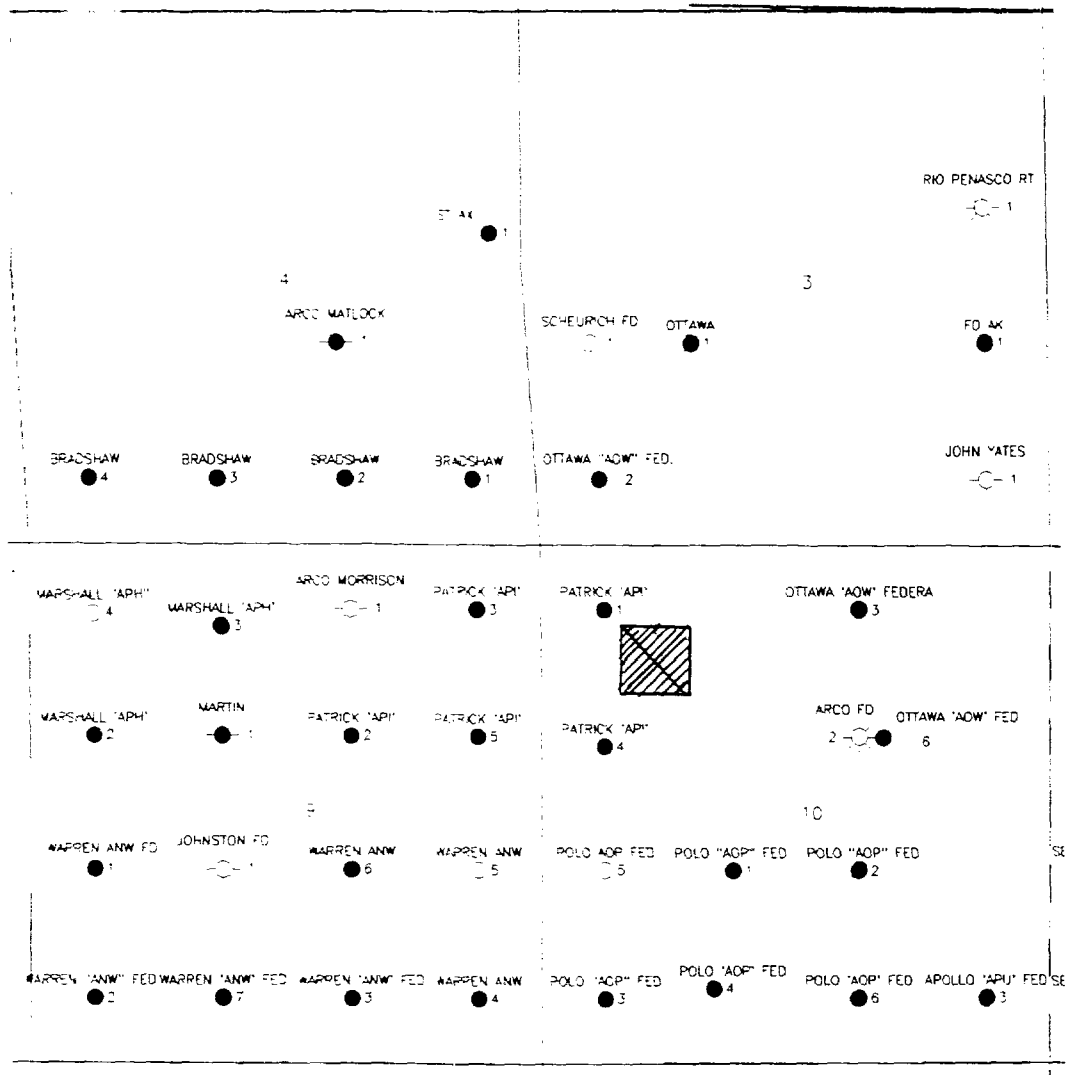 RIO PENASCO RT
1
ST AK
1
4
3
ARCO MATLOCK
1
SCHEURICH FD
1
OTTAWA
1
FD AK
1
BRADSHAW
4
BRADSHAW
3
BRADSHAW
2
BRADSHAW
1
OTTAWA "AOW" FED.
2
JOHN YATES
1
MARSHALL "APH"
4
MARSHALL "APH"
3
ARCO MORRISON
1
PATRICK "API"
3
PATRICK "API"
1
OTTAWA "AOW" FEDERA
3
MARSHALL "APH"
2
MARTIN
1
PATRICK "API"
2
PATRICK "API"
5
PATRICK "API"
4
ARCO FD
2
OTTAWA "AOW" FED
6
9
10
WARREN ANW FD
1
JOHNSTON FD
1
WARREN ANW
6
WARREN ANW
5
POLO AOP FED
5
POLO "AOP" FED
1
POLO "AOP" FED
2
SE
WARREN "ANW" FED
2
WARREN "ANW" FED
7
WARREN "ANW" FED
3
WARREN ANW
4
POLO "AOP" FED
3
POLO "AOP" FED
4
POLO "AOP" FED
6
APOLLO "APU" FED
3
SE